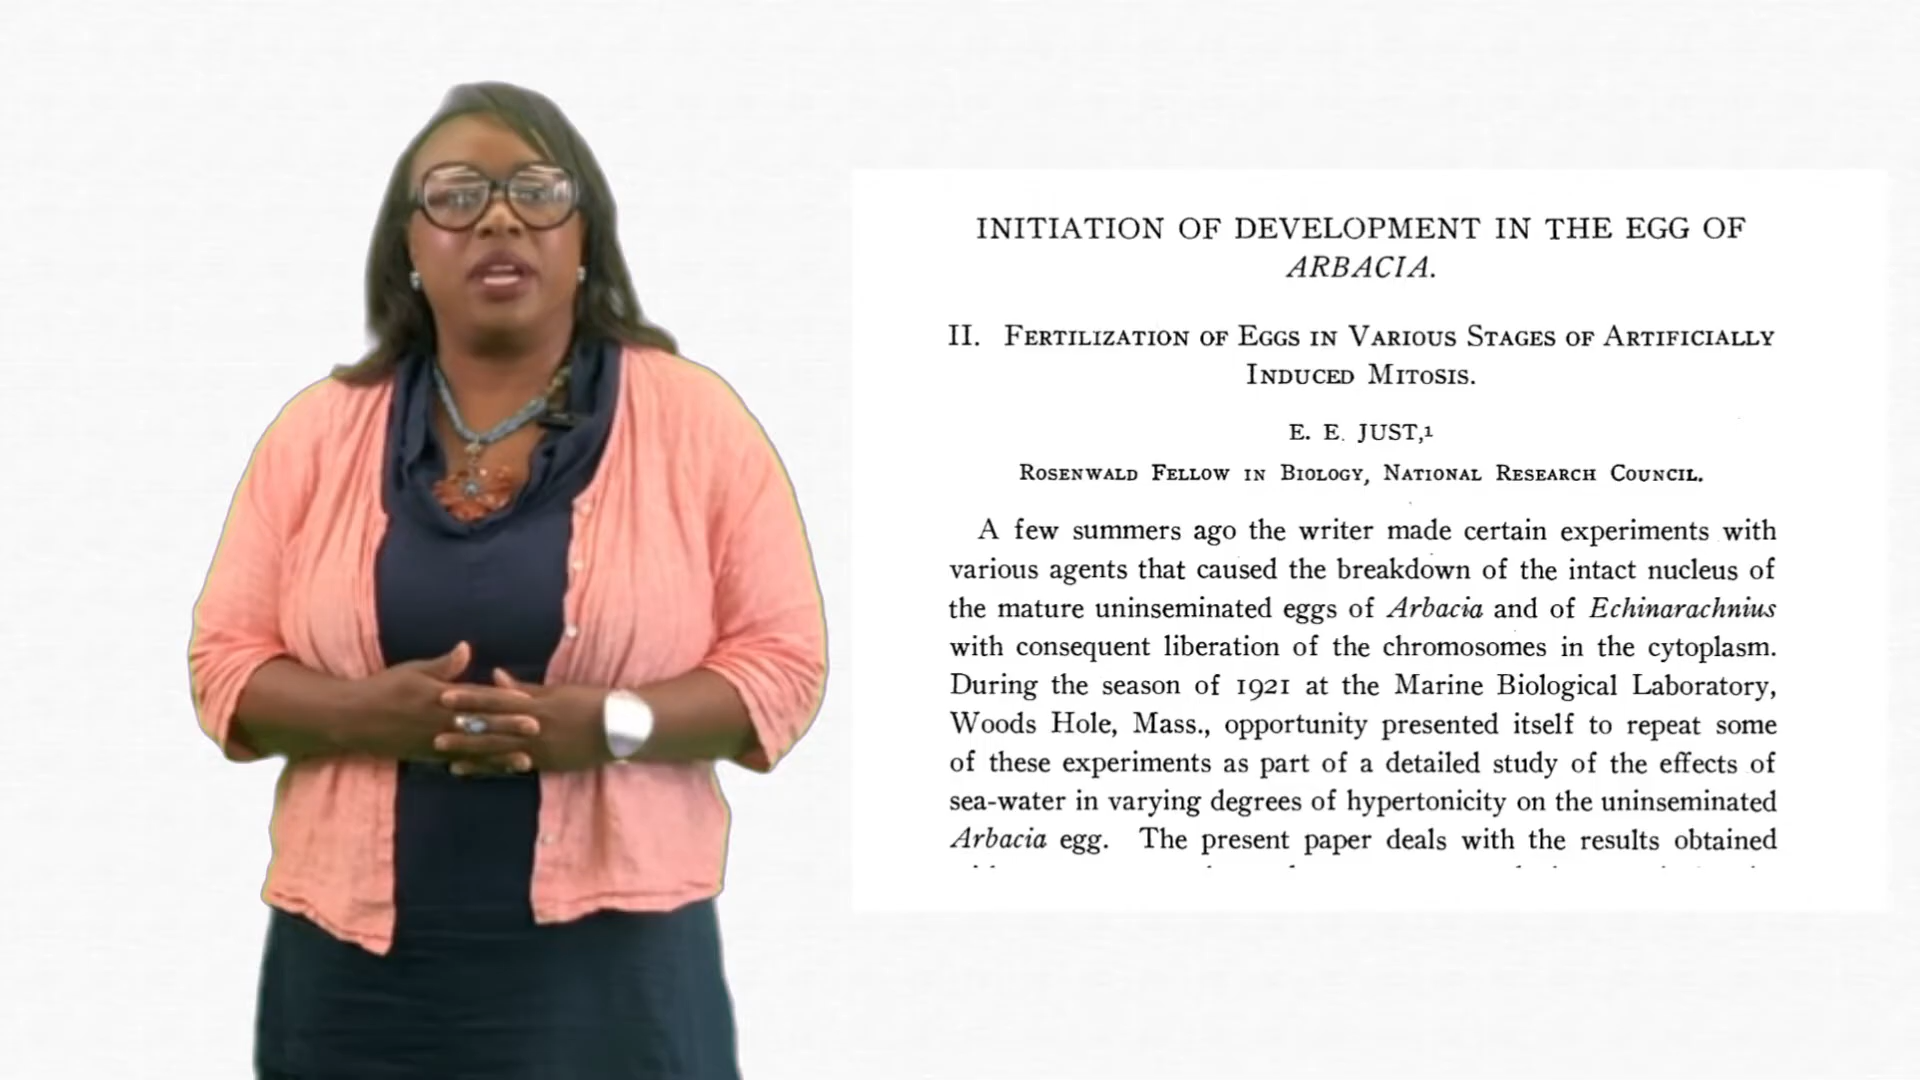 INITIATION OF DEVELOPMENT IN THE EGG OF
ARBACIA.
II. FERTILIZATION OF EGGS IN VARIOUS STAGES OF ARTIFICIALLY
INDUCED MITOSIS.
E. E. JUST,¹
ROSENWALD FELLOW IN BIOLOGY, NATIONAL RESEARCH COUNCIL.
A few summers ago the writer made certain experiments with
various agents that caused the breakdown of the intact nucleus of
the mature uninseminated eggs of Arbacia and of Echinarachnius
with consequent liberation of the chromosomes in the cytoplasm.
During the season of 1921 at the Marine Biological Laboratory,
Woods Hole, Mass., opportunity presented itself to repeat some
of these experiments as part of a detailed study of the effects of
sea-water in varying degrees of hypertonicity on the uninseminated
Arbacia egg. The present paper deals with the results obtained